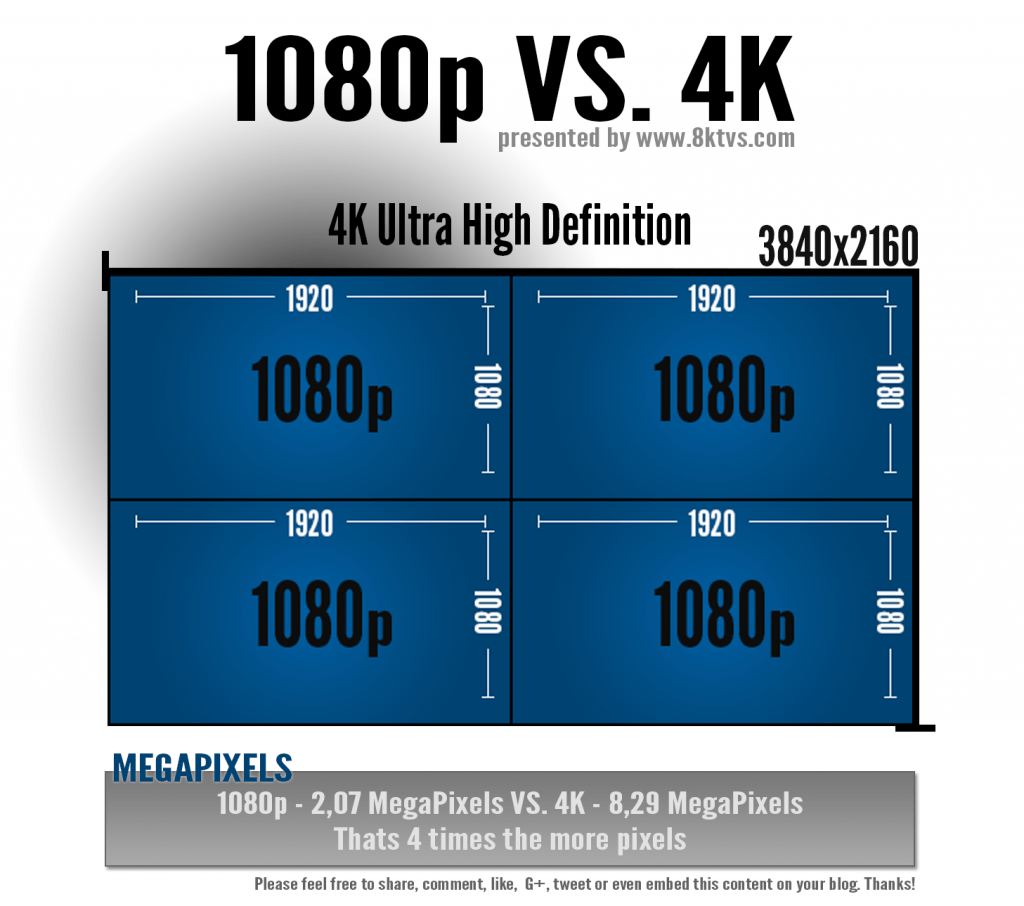 1080p VS. 4K
presented by www.8ktvs.com
4K Ultra High Definition
3840x2160
1920
1080p
1080
1920
1080p
1080
1920
1080p
1080
1920
1080p
1080
MEGAPIXELS
1080p - 2,07 MegaPixels VS. 4K - 8,29 MegaPixels
Thats 4 times the more pixels
Please feel free to share, comment, like, G+, tweet or even embed this content on your blog. Thanks!